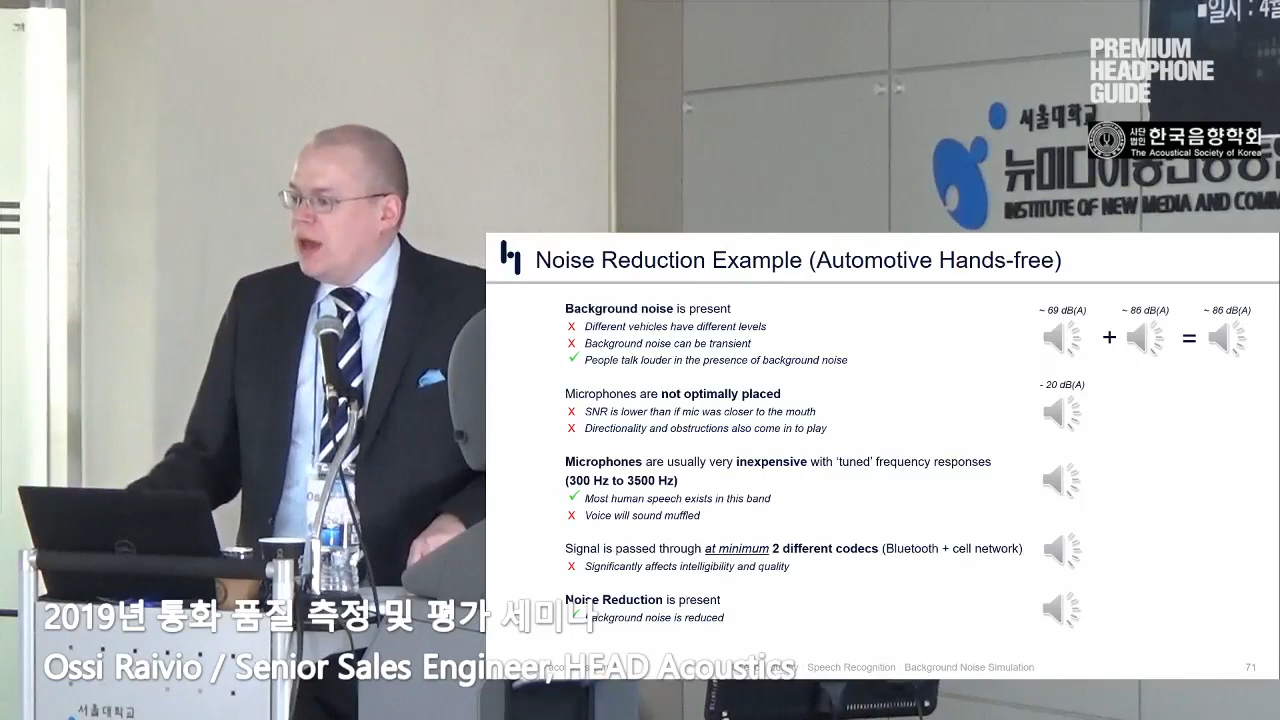 ■일시 : 4월
PREMIUM
HEADPHONE
GUIDE
서울대학교
사단법인 한국음향학회
The Acoustical Society of Korea
뉴미디어통신공동연
INSTITUTE OF NEW MEDIA AND COMM
Noise Reduction Example (Automotive Hands-free)
Background noise is present
X Different vehicles have different levels
X Background noise can be transient
✓ People talk louder in the presence of background noise
~ 69 dB(A) ~ 86 dB(A) ~ 86 dB(A)
+ =
Microphones are not optimally placed
- 20 dB(A)
X SNR is lower than if mic was closer to the mouth
X Directionality and obstructions also come in to play
Microphones are usually very inexpensive with ‘tuned’ frequency responses
(300 Hz to 3500 Hz)
✓ Most human speech exists in this band
X Voice will sound muffled
Signal is passed through at minimum 2 different codecs (Bluetooth + cell network)
X Significantly affects intelligibility and quality
Noise Reduction is present
✓ Background noise is reduced
Speech Recognition Background Noise Simulation 71
2019년 통화 품질 측정 및 평가 세미나
Ossi Raivio / Senior Sales Engineer, HEAD Acoustics
서울대학교